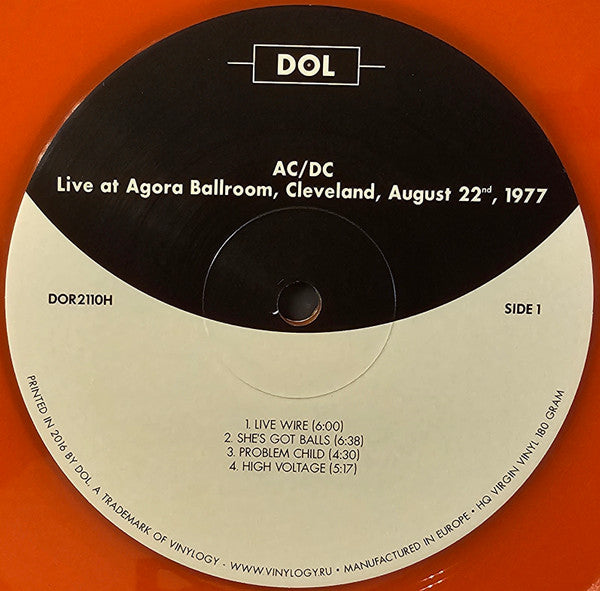 DOL
AC/DC
Live at Agora Ballroom, Cleveland, August 22nd, 1977
DOR2110H
SIDE 1
1. LIVE WIRE (6:00)
2. SHE'S GOT BALLS (6:38)
3. PROBLEM CHILD (4:30)
4. HIGH VOLTAGE (5:17)
PRINTED IN 2016 BY DOL, A TRADEMARK OF VINYLOGY - WWW.VINYLOGY.RU • MANUFACTURED IN EUROPE • HQ VIRGIN VINYL 180 GRAM